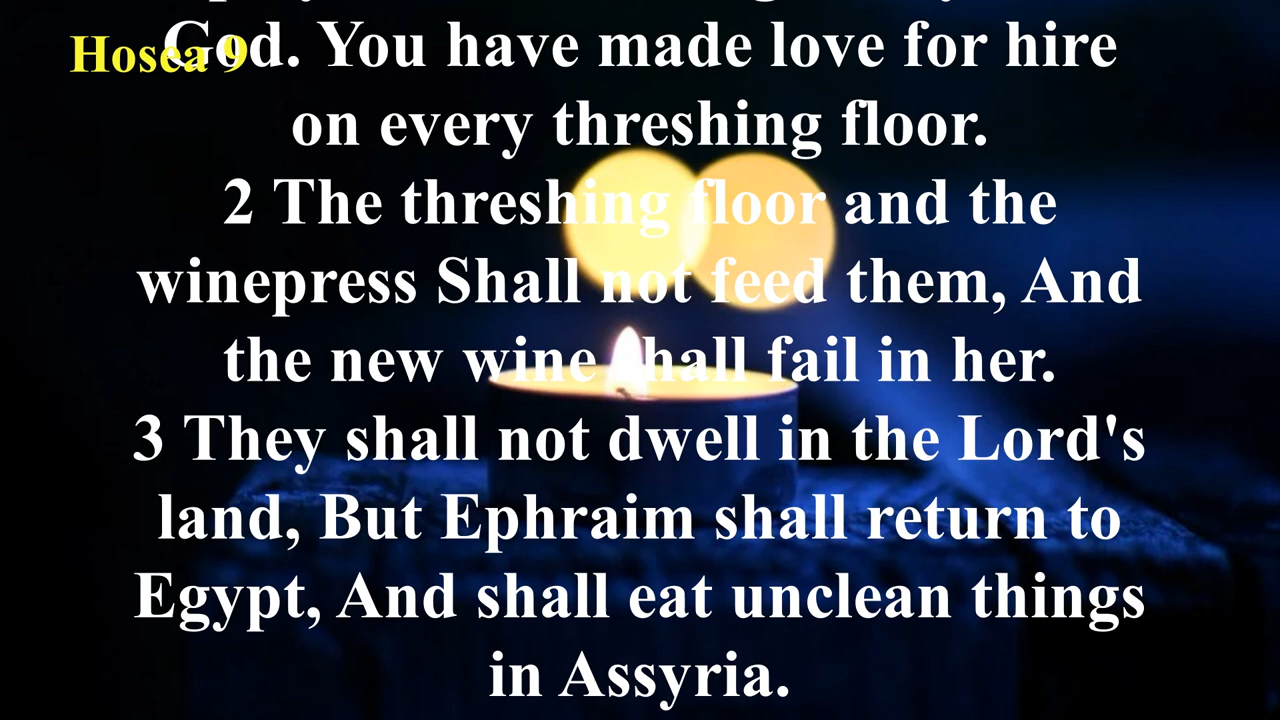 Hosea 9
God. You have made love for hire
on every threshing floor.
2 The threshing floor and the
winepress Shall not feed them, And
the new wine shall fail in her.
3 They shall not dwell in the Lord's
land, But Ephraim shall return to
Egypt, And shall eat unclean things
in Assyria.